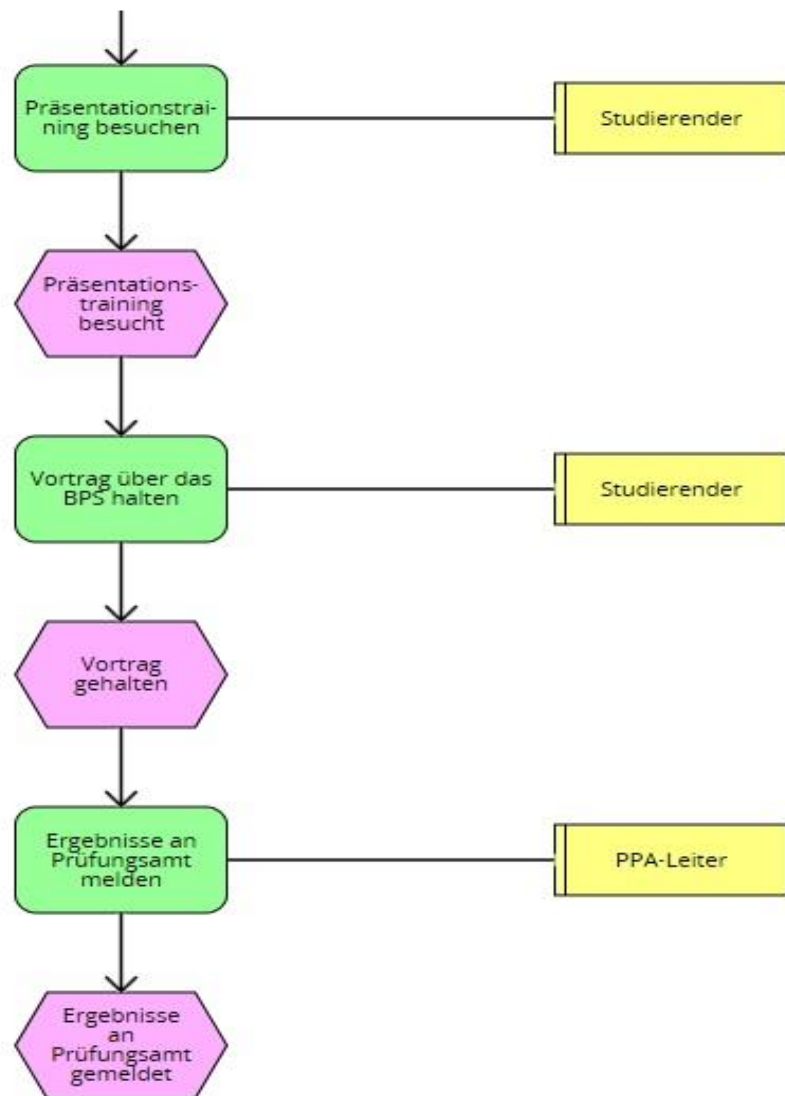 Präsentationstrai-
ning besuchen
Studierender
Präsentations-
training
besucht
Vortrag über das
BPS halten
Studierender
Vortrag
gehalten
Ergebnisse an
Prüfungsamt
melden
PPA-Leiter
Ergebnisse
an
Prüfungsamt
gemeldet